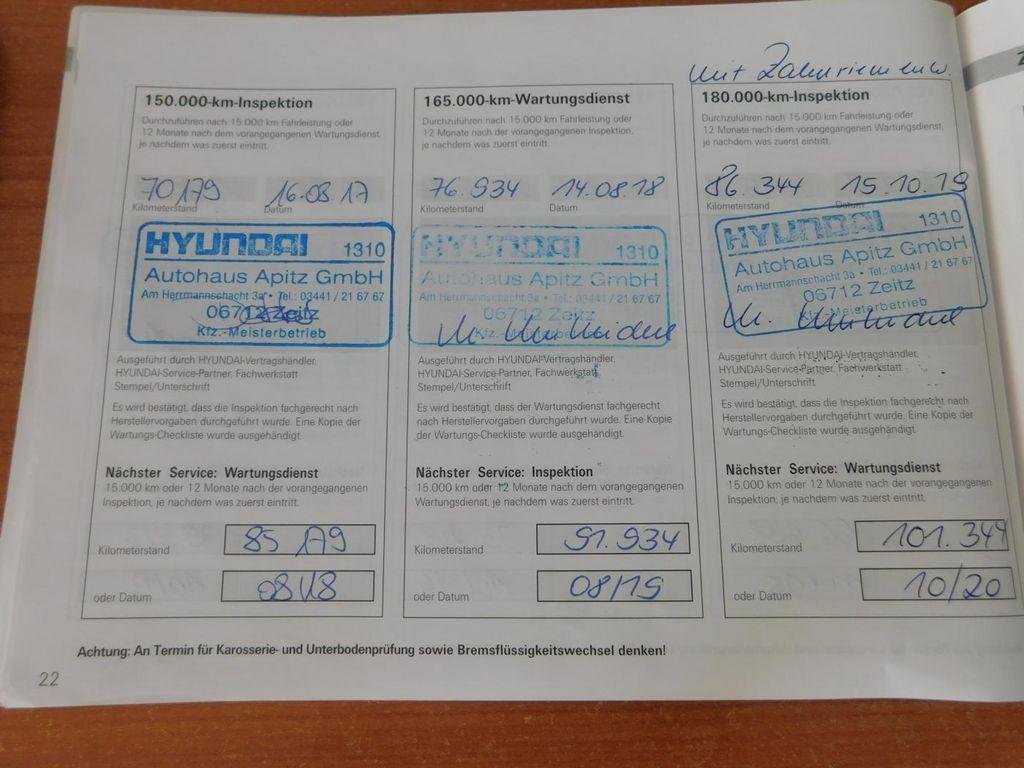 mit Zahnriemenw.
150.000-km-Inspektion
Durchzuführen nach 15.000 km Fahrleistung oder
12 Monate nach dem vorangegangenen Wartungsdienst,
je nachdem was zuerst eintritt.
70179 16.08.17
Kilometerstand Datum
HYUNDAI 1310
Autohaus Apitz GmbH
Am Herrmannschacht 3a • Tel.: 03441 / 21 67 67
06712 Zeitz
Kfz.-Meisterbetrieb
Ausgeführt durch HYUNDAI-Vertragshändler,
HYUNDAI-Service-Partner, Fachwerkstatt
Stempel/Unterschrift
Es wird bestätigt, dass die Inspektion fachgerecht nach
Herstellervorgaben durchgeführt wurde. Eine Kopie der
Wartungs-Checkliste wurde ausgehändigt.
Nächster Service: Wartungsdienst
15.000 km oder 12 Monate nach der vorangegangenen
Inspektion, je nachdem was zuerst eintritt.
Kilometerstand 85 179
oder Datum 08/18
165.000-km-Wartungsdienst
Durchzuführen nach 15.000 km Fahrleistung oder
12 Monate nach der vorangegangenen Inspektion,
je nachdem was zuerst eintritt.
76.934 14.08.18
Kilometerstand Datum
HYUNDAI 1310
Autohaus Apitz GmbH
Am Herrmannschacht 3a • Tel.: 03441 / 21 67 67
06712 Zeitz
Kfz.-Meisterbetrieb
Ausgeführt durch HYUNDAI-Vertragshändler,
HYUNDAI-Service-Partner, Fachwerkstatt
Stempel/Unterschrift
Es wird bestätigt, dass der Wartungsdienst fachgerecht
nach Herstellervorgaben durchgeführt wurde. Eine Kopie
der Wartungs-Checkliste wurde ausgehändigt.
Nächster Service: Inspektion
15.000 km oder 12 Monate nach dem vorangegangenen
Wartungsdienst, je nachdem was zuerst eintritt.
Kilometerstand 91.934
oder Datum 08/19
180.000-km-Inspektion
Durchzuführen nach 15.000 km Fahrleistung oder
12 Monate nach dem vorangegangenen Wartungsdienst,
je nachdem was zuerst eintritt.
86.344 15.10.19
Kilometerstand Datum
HYUNDAI 1310
Autohaus Apitz GmbH
Am Herrmannschacht 3a • Tel.: 03441 / 21 67 67
06712 Zeitz
Kfz.-Meisterbetrieb
Ausgeführt durch HYUNDAI-Vertragshändler,
HYUNDAI-Service-Partner, Fachwerkstatt
Stempel/Unterschrift
Es wird bestätigt, dass die Inspektion fachgerecht nach
Herstellervorgaben durchgeführt wurde. Eine Kopie der
Wartungs-Checkliste wurde ausgehändigt.
Nächster Service: Wartungsdienst
15.000 km oder 12 Monate nach der vorangegangenen
Inspektion, je nachdem was zuerst eintritt.
Kilometerstand 101.344
oder Datum 10/20
Achtung: An Termin für Karosserie- und Unterbodenprüfung sowie Bremsflüssigkeitswechsel denken!
22